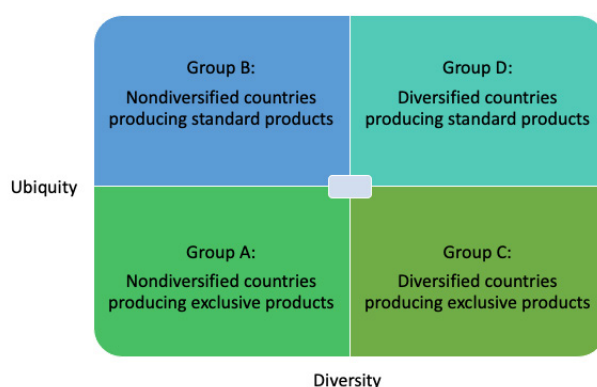 Group B:
Nondiversified countries
producing standard products
Group D:
Diversified countries
producing standard products
Ubiquity
Group A:
Nondiversified countries
producing exclusive products
Group C:
Diversified countries
producing exclusive products
Diversity